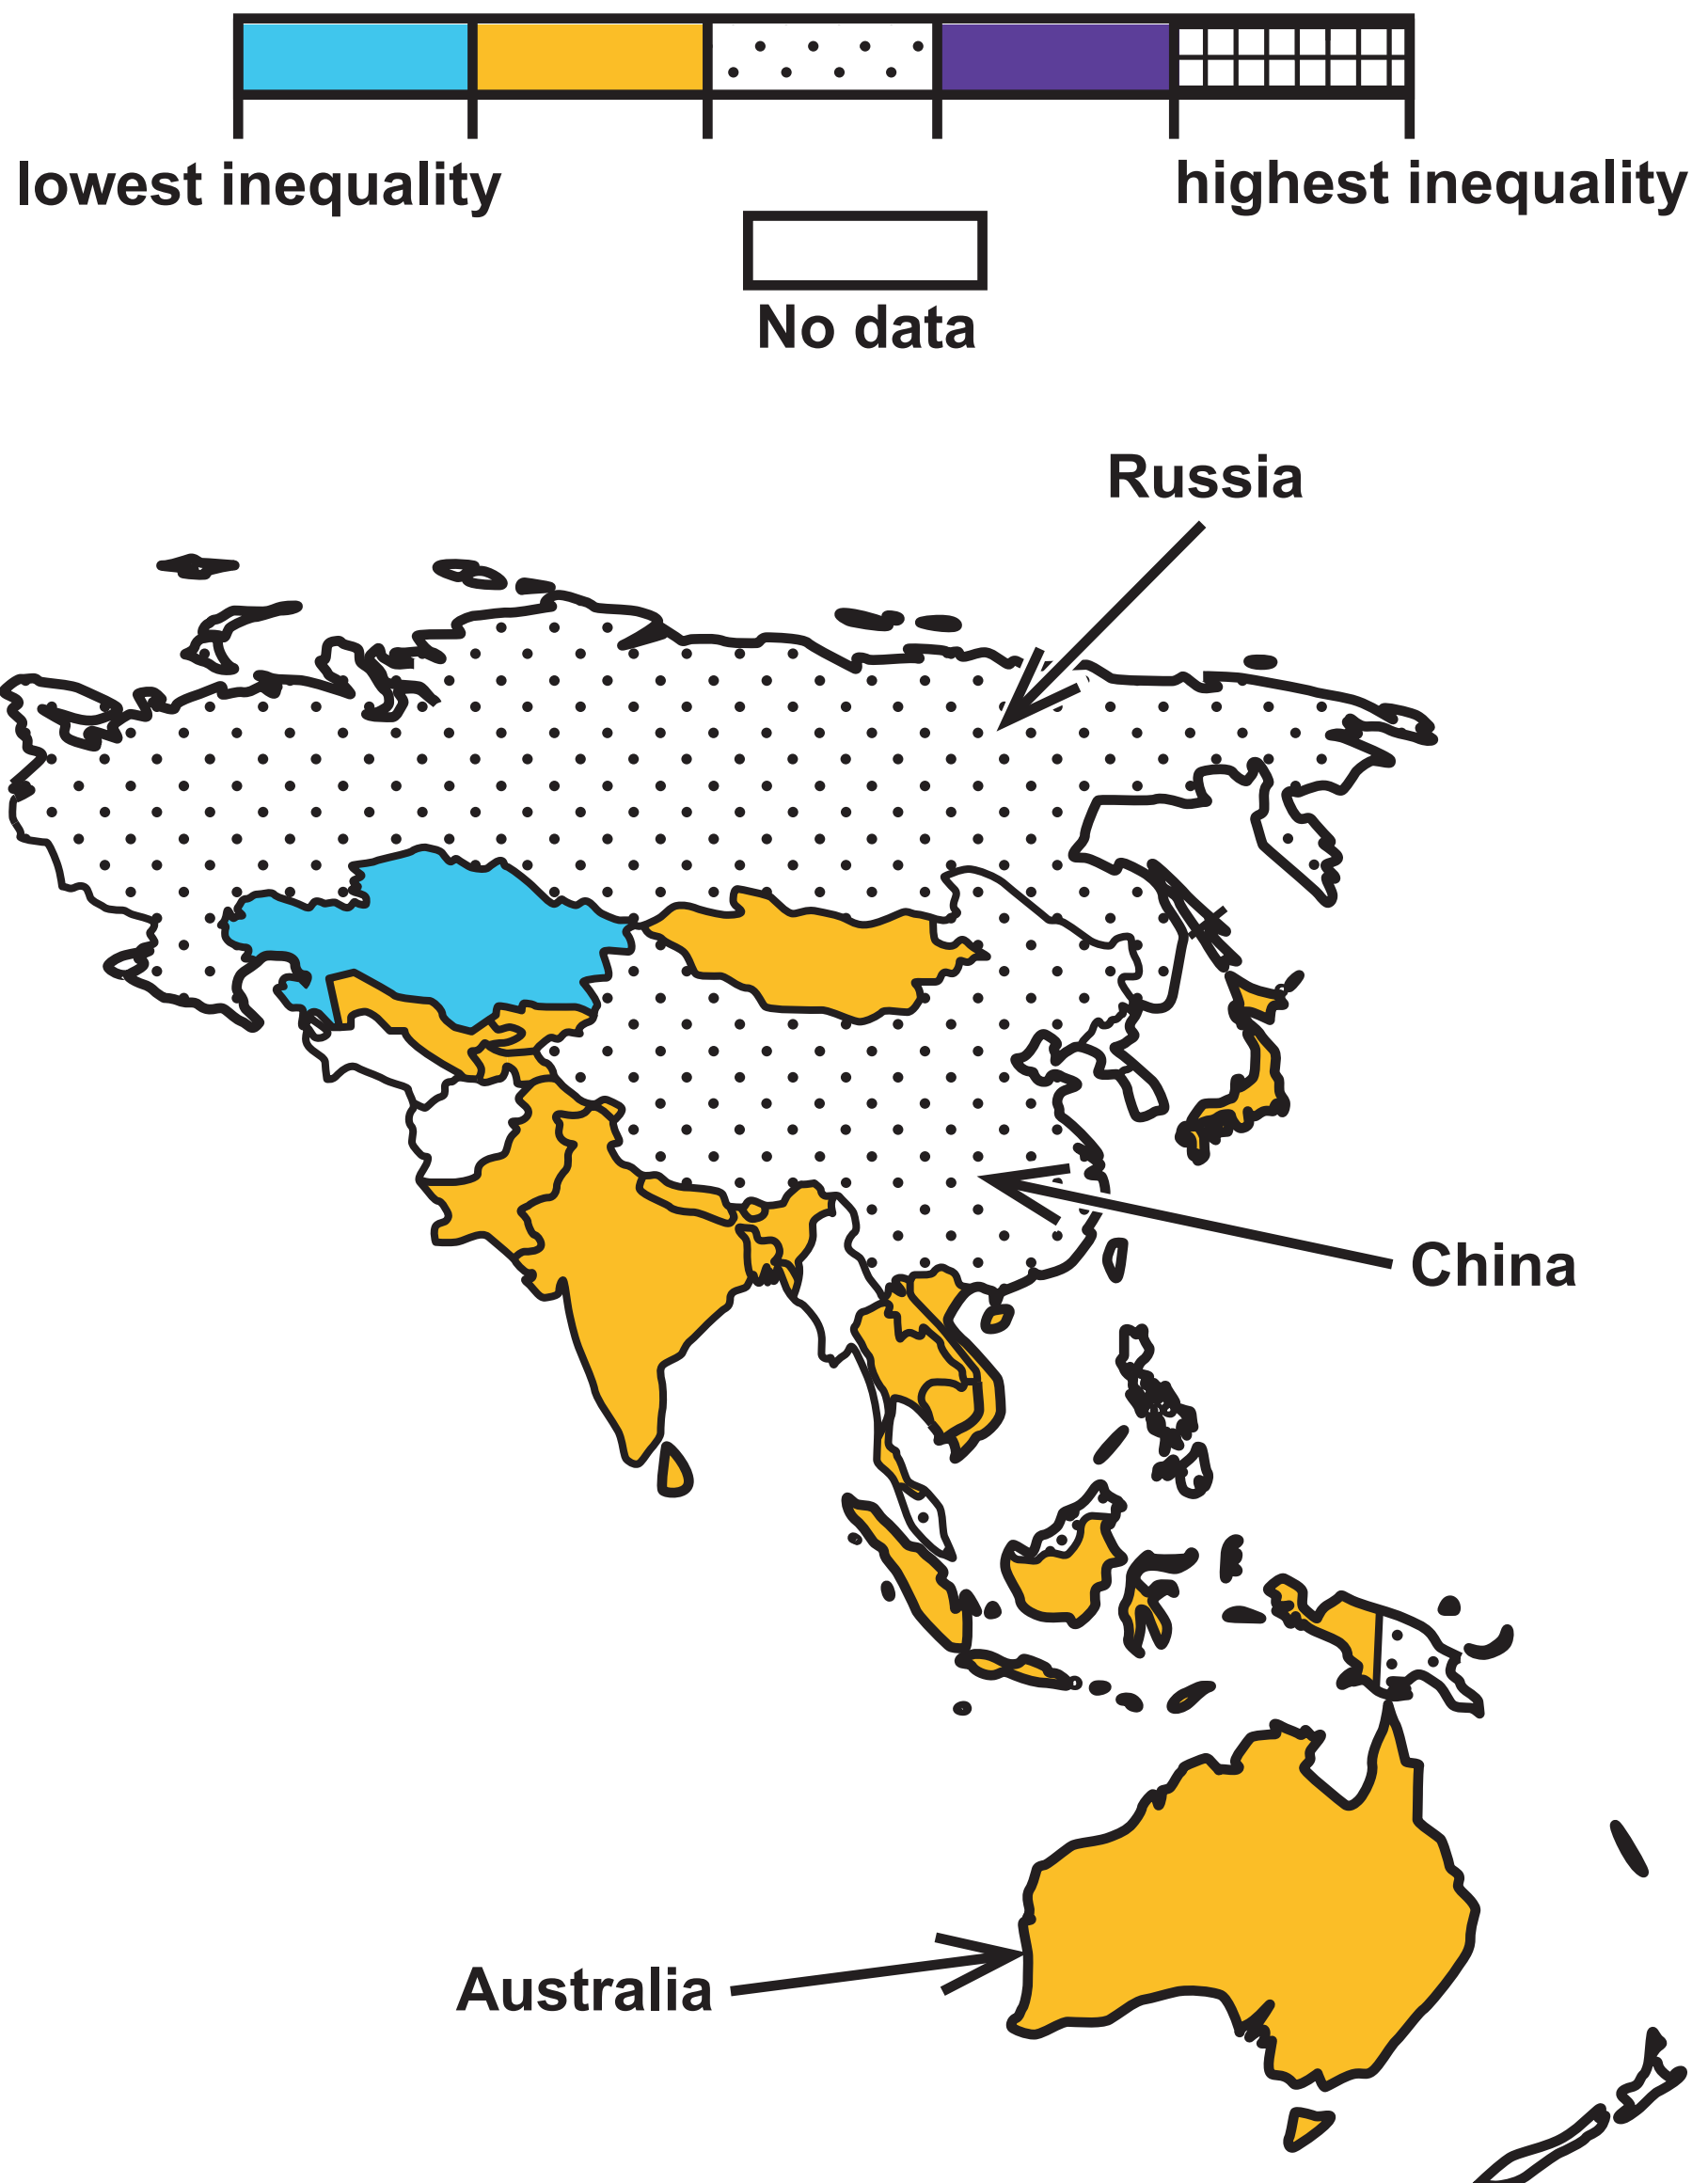 lowest inequality
highest inequality
No data
Russia
China
Australia